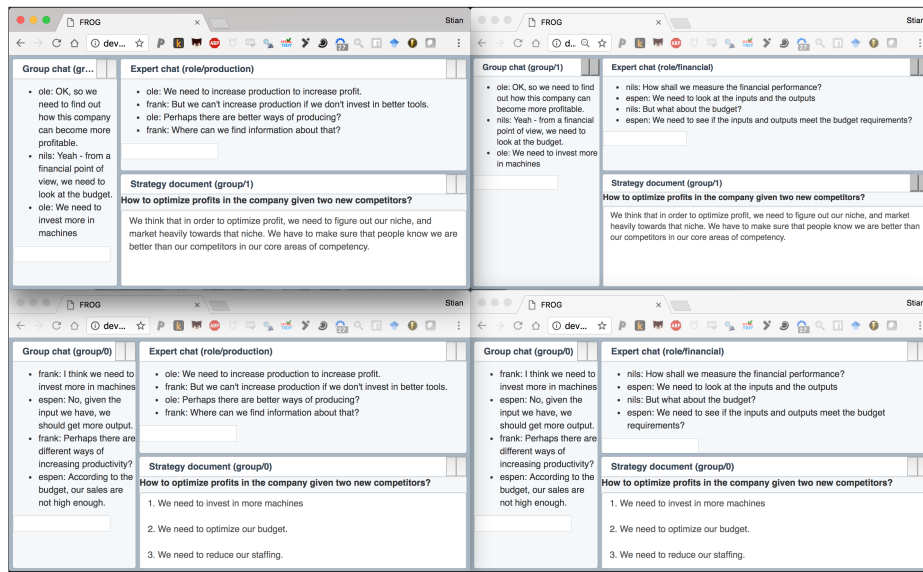 FROG
Stian
dev...
27
Group chat (gr...
ole: OK, so we
need to find out
how this company
can become more
profitable.
nils: Yeah - from a
financial point of
view, we need to
look at the budget.
ole: We need to
invest more in
machines
Expert chat (role/production)
ole: We need to increase production to increase profit.
frank: But we can't increase production if we don't invest in better tools.
ole: Perhaps there are better ways of producing?
frank: Where can we find information about that?
Strategy document (group/1)
How to optimize profits in the company given two new competitors?
We think that in order to optimize profit, we need to figure out our niche, and
market heavily towards that niche. We have to make sure that people know we are
better than our competitors in our core areas of competency.
FROG
Stian
d...
27
Group chat (group/1)
ole: OK, so we need to find
out how this company can
become more profitable.
nils: Yeah - from a financial
point of view, we need to
look at the budget.
ole: We need to invest more
in machines
Expert chat (role/financial)
nils: How shall we measure the financial performance?
espen: We need to look at the inputs and the outputs
nils: But what about the budget?
espen: We need to see if the inputs and outputs meet the budget requirements?
Strategy document (group/1)
How to optimize profits in the company given two new competitors?
We think that in order to optimize profit, we need to figure out our niche, and market
heavily towards that niche. We have to make sure that people know we are better than
our competitors in our core areas of competency.
FROG
Stian
dev...
27
Group chat (group/0)
frank: I think we need to
invest more in machines
espen: No, given the
input we have, we
should get more output.
frank: Perhaps there are
different ways of
increasing productivity?
espen: According to the
budget, our sales are
not high enough.
Expert chat (role/production)
ole: We need to increase production to increase profit.
frank: But we can't increase production if we don't invest in better tools.
ole: Perhaps there are better ways of producing?
frank: Where can we find information about that?
Strategy document (group/0)
How to optimize profits in the company given two new competitors?
1. We need to invest in more machines
2. We need to optimize our budget.
3. We need to reduce our staffing.
FROG
Stian
dev...
27
Group chat (group/0)
frank: I think we need to
invest more in machines
espen: No, given the
input we have, we
should get more output.
frank: Perhaps there are
different ways of
increasing productivity?
espen: According to the
budget, our sales are
not high enough.
Expert chat (role/financial)
nils: How shall we measure the financial performance?
espen: We need to look at the inputs and the outputs
nils: But what about the budget?
espen: We need to see if the inputs and outputs meet the budget
requirements?
Strategy document (group/0)
How to optimize profits in the company given two new competitors?
1. We need to invest in more machines
2. We need to optimize our budget.
3. We need to reduce our staffing.